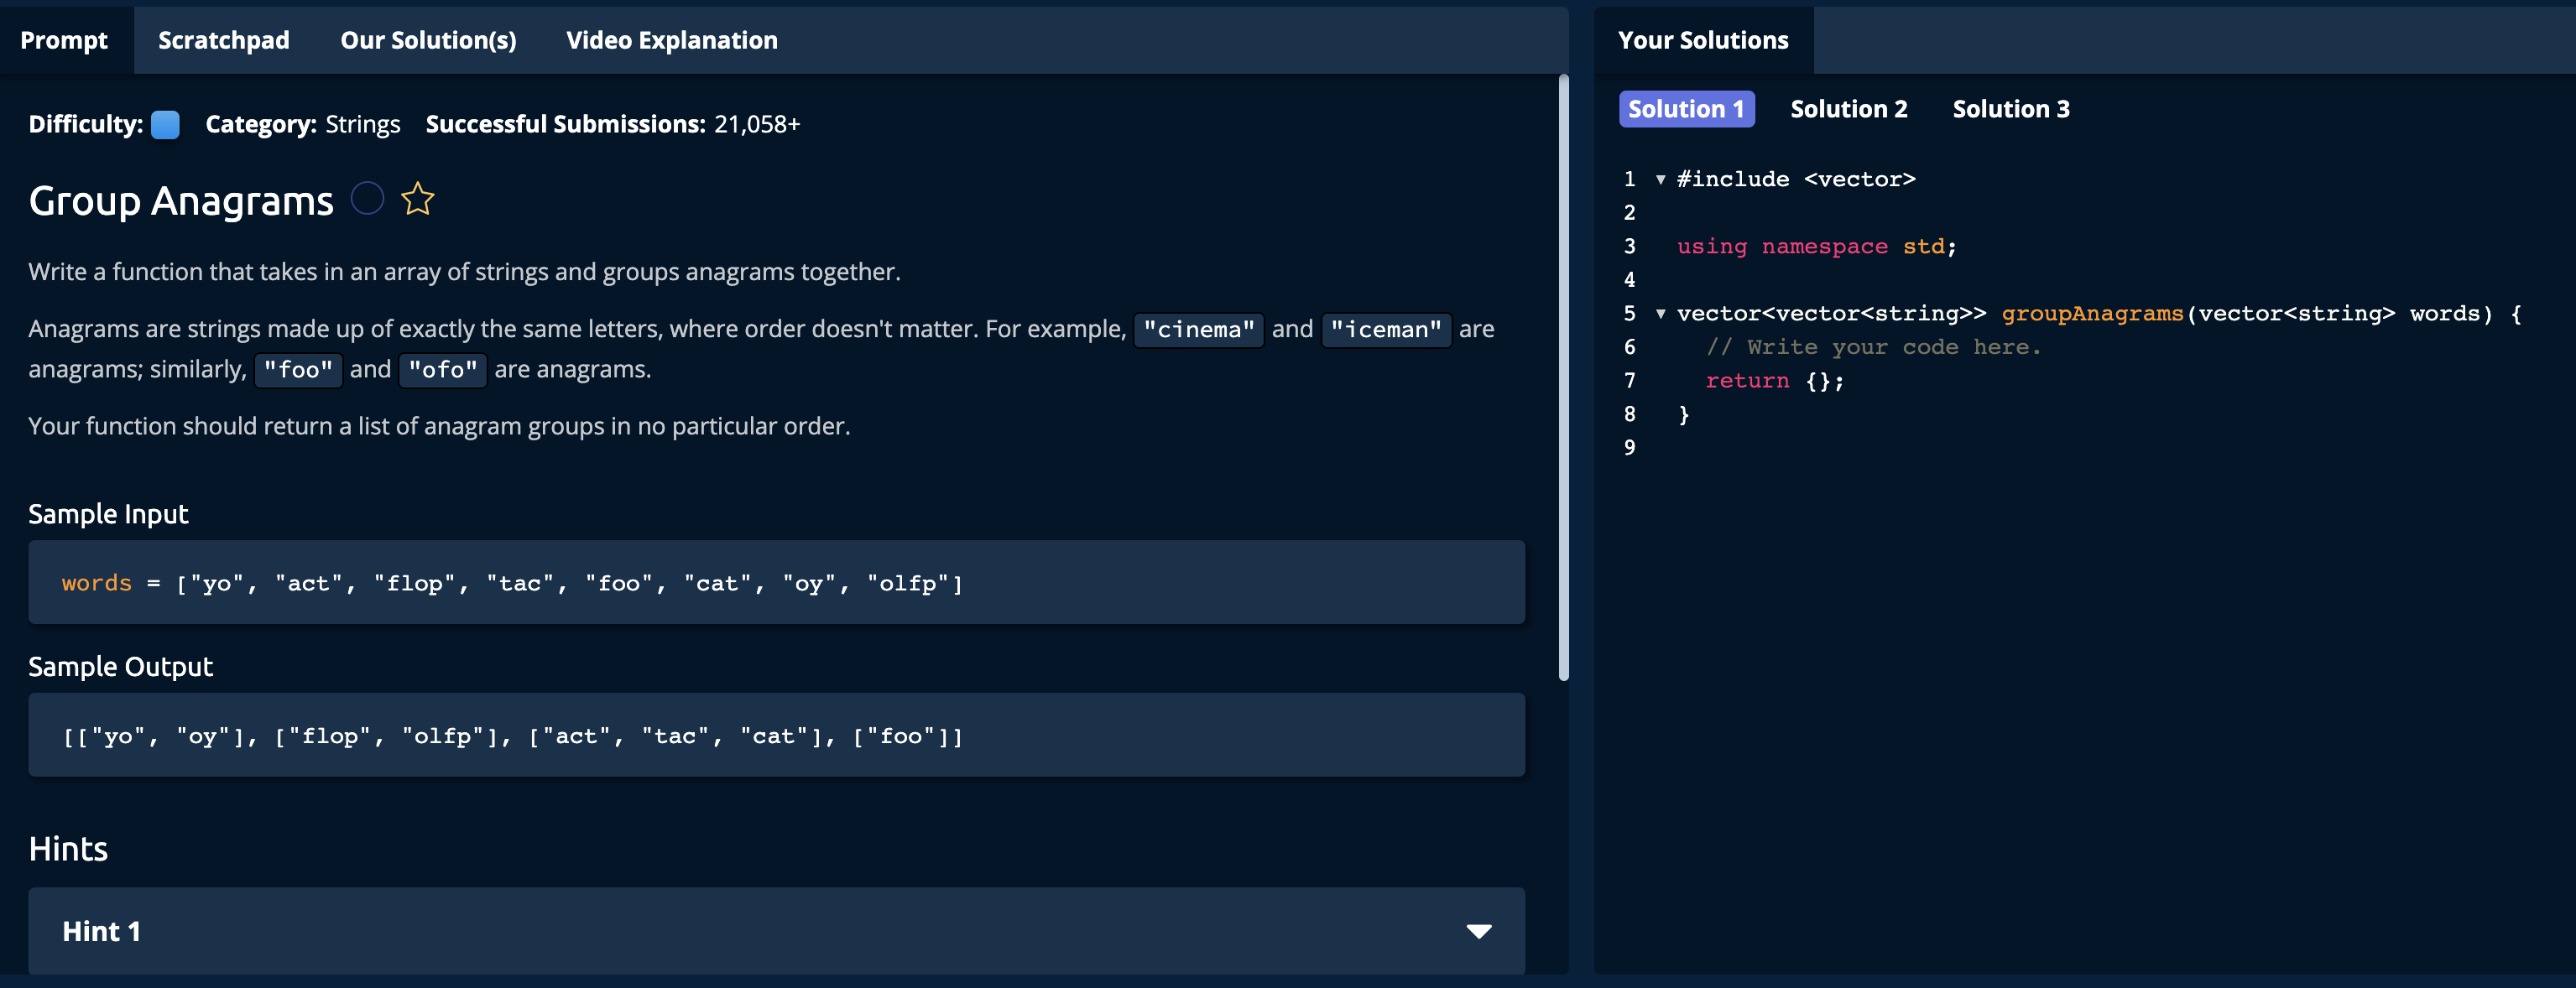 Prompt Scratchpad Our Solution(s) Video Explanation
Difficulty: Category: Strings Successful Submissions: 21,058+
Group Anagrams
Write a function that takes in an array of strings and groups anagrams together.
Anagrams are strings made up of exactly the same letters, where order doesn't matter. For example, "cinema" and "iceman" are
anagrams; similarly, "foo" and "ofo" are anagrams.
Your function should return a list of anagram groups in no particular order.
Sample Input
words = ["yo", "act", "flop", "tac", "foo", "cat", "oy", "olfp"]
Sample Output
[["yo", "oy"], ["flop", "olfp"], ["act", "tac", "cat"], ["foo"]]
Hints
Hint 1
Your Solutions
Solution 1 Solution 2 Solution 3
1 #include <vector>
2
3 using namespace std;
4
5 vector<vector<string>> groupAnagrams(vector<string> words) {
6 // Write your code here.
7 return {};
8 }
9